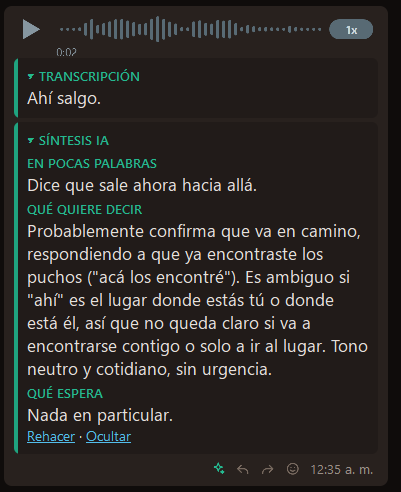 1x
0:02
TRANSCRIPCIÓN
Ahí salgo.
SÍNTESIS IA
EN POCAS PALABRAS
Dice que sale ahora hacia allá.
QUÉ QUIERE DECIR
Probablemente confirma que va en camino,
respondiendo a que ya encontraste los
puchos ("acá los encontré"). Es ambiguo si
"ahí" es el lugar donde estás tú o donde
está él, así que no queda claro si va a
encontrarse contigo o solo a ir al lugar. Tono
neutro y cotidiano, sin urgencia.
QUÉ ESPERA
Nada en particular.
Rehacer · Ocultar
12:35 a. m.